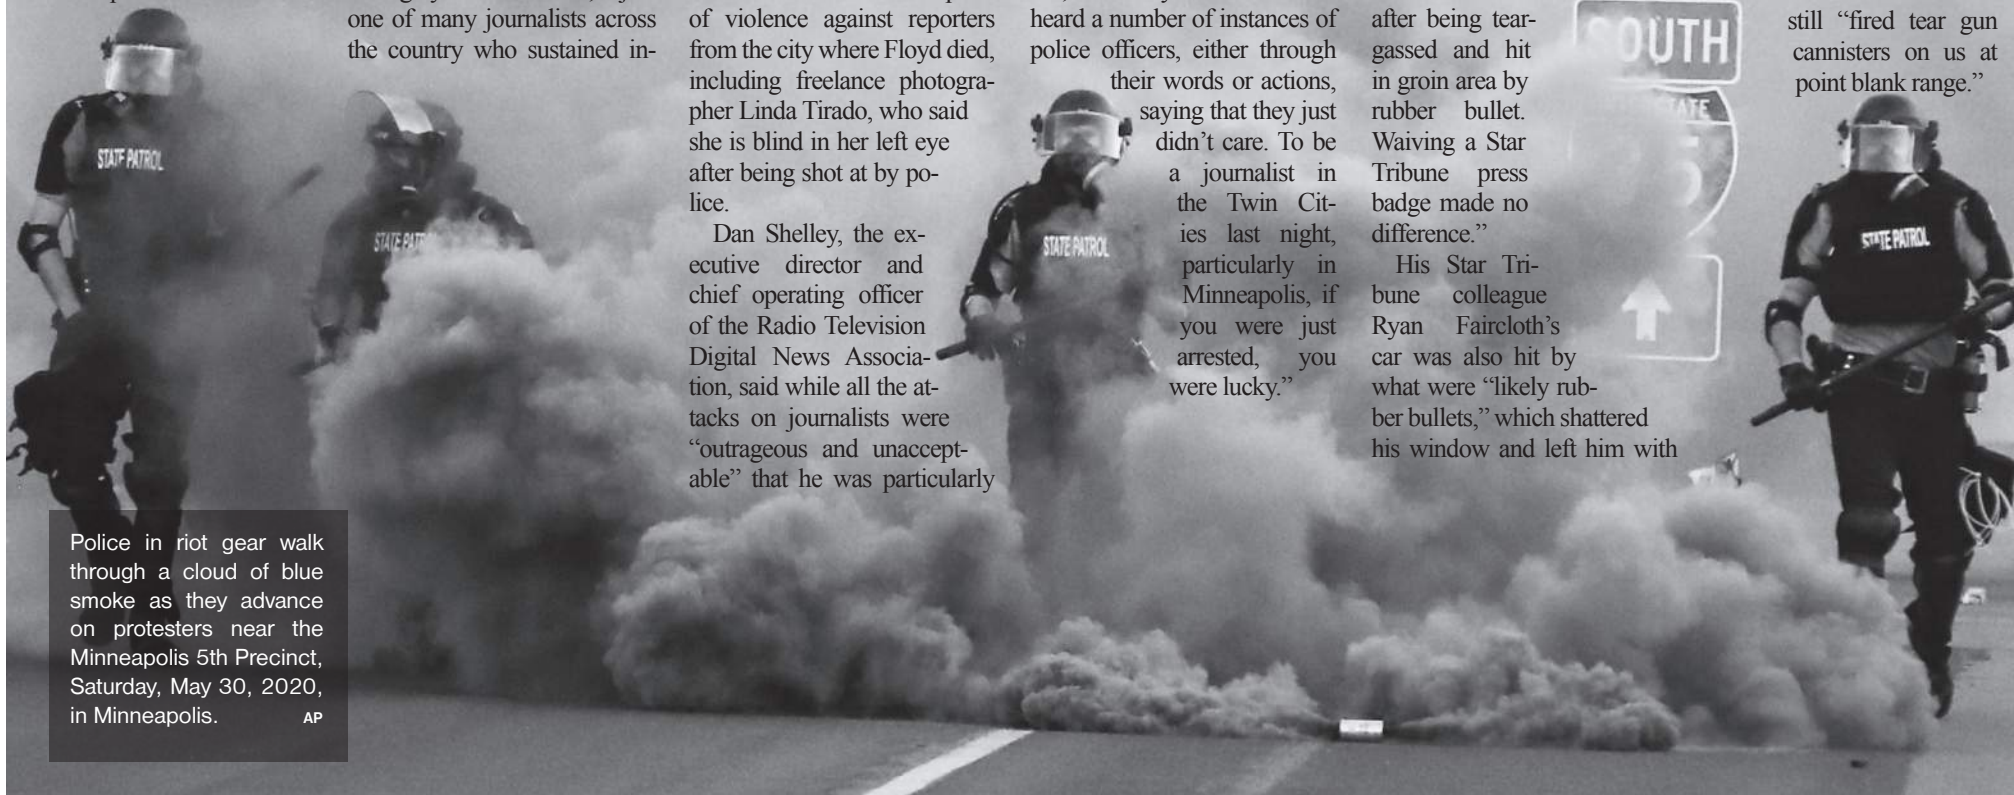 one of many journalists across
the country who sustained in-
of violence against reporters
from the city where Floyd died,
including freelance photogra-
pher Linda Tirado, who said
she is blind in her left eye
after being shot at by po-
lice.
Dan Shelley, the ex-
ecutive director and
chief operating officer
of the Radio Television
Digital News Associa-
tion, said while all the at-
tacks on journalists were
“outrageous and unaccept-
able” that he was particularly
heard a number of instances of
police officers, either through
their words or actions,
saying that they just
didn’t care. To be
a journalist in
the Twin Cit-
ies last night,
particularly in
Minneapolis, if
you were just
arrested, you
were lucky.”
after being tear-
gassed and hit
in groin area by
rubber bullet.
Waiving a Star
Tribune press
badge made no
difference.”
His Star Tri-
bune colleague
Ryan Faircloth’s
car was also hit by
what were “likely rub-
ber bullets,” which shattered
his window and left him with
still “fired tear gun
cannisters on us at
point blank range.”
SOUTH
5
STATE PATROL
STATE PATROL
STATE PATROL
Police in riot gear walk
through a cloud of blue
smoke as they advance
on protesters near the
Minneapolis 5th Precinct,
Saturday, May 30, 2020,
in Minneapolis. AP